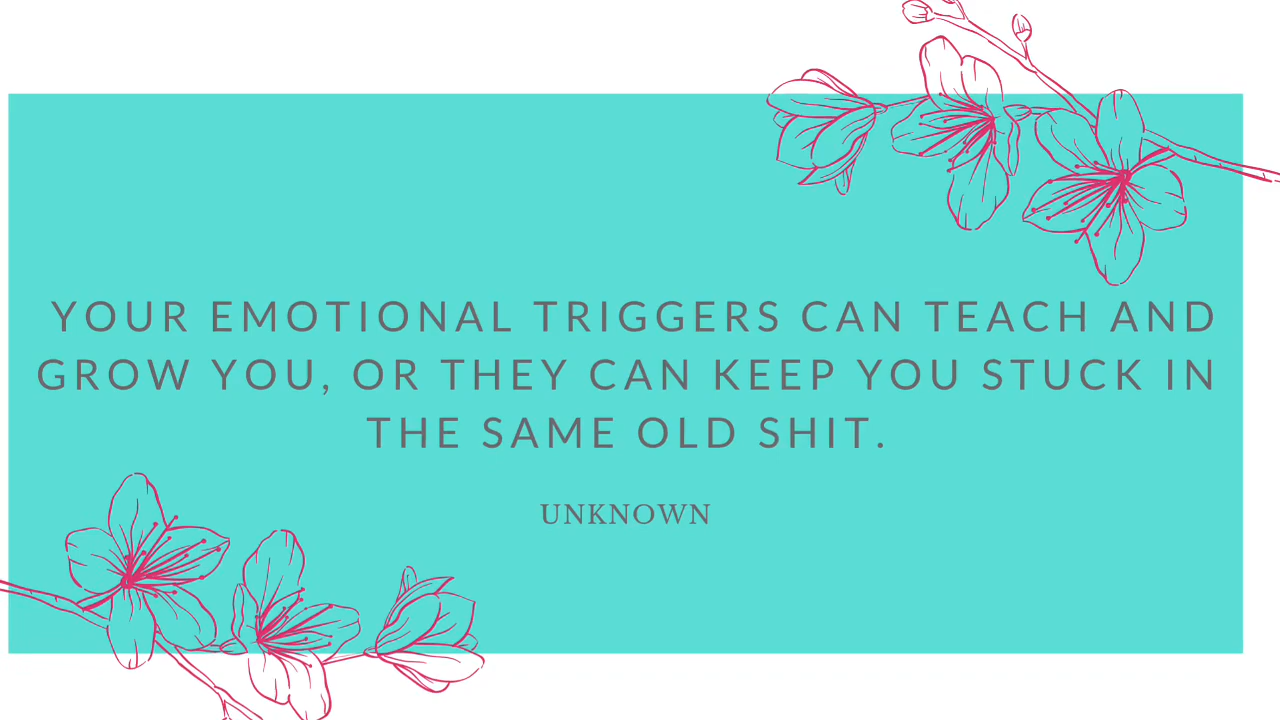 YOUR EMOTIONAL TRIGGERS CAN TEACH AND
GROW YOU, OR THEY CAN KEEP YOU STUCK IN
THE SAME OLD SHIT.
UNKNOWN